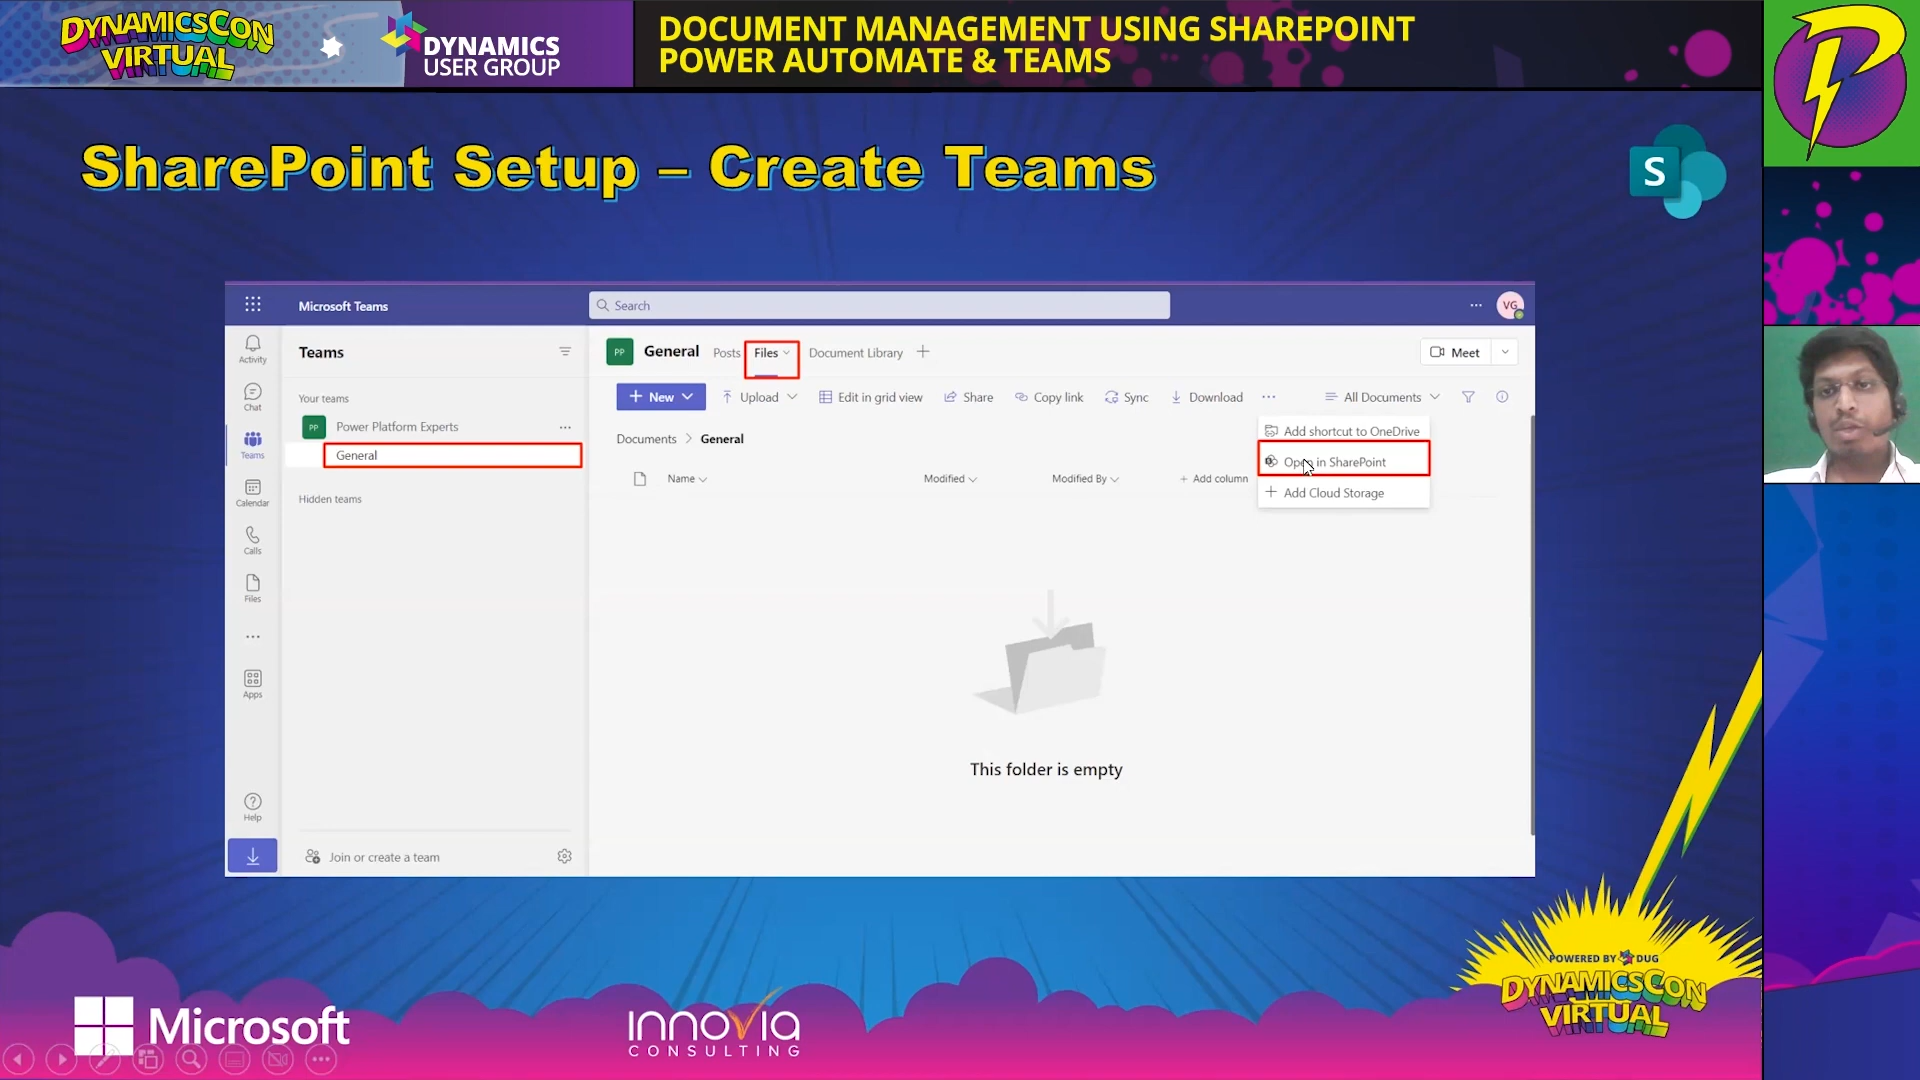 DYNAMICSCON
VIRTUAL
DYNAMICS
USER GROUP
DOCUMENT MANAGEMENT USING SHAREPOINT
POWER AUTOMATE & TEAMS
P
SharePoint Setup – Create Teams
S
Microsoft Teams
Search
VG
Activity
Chat
Teams
Calendar
Calls
Files
Apps
Help
Teams
Your teams
PP Power Platform Experts
General
Hidden teams
Join or create a team
PP General Posts Files Document Library
Meet
New Upload Edit in grid view Share Copy link Sync Download All Documents
Documents > General
Name Modified Modified By + Add column
Add shortcut to OneDrive
Open in SharePoint
Add Cloud Storage
This folder is empty
Microsoft
INNOVIA
CONSULTING
POWERED BY DUG
DYNAMICSCON
VIRTUAL